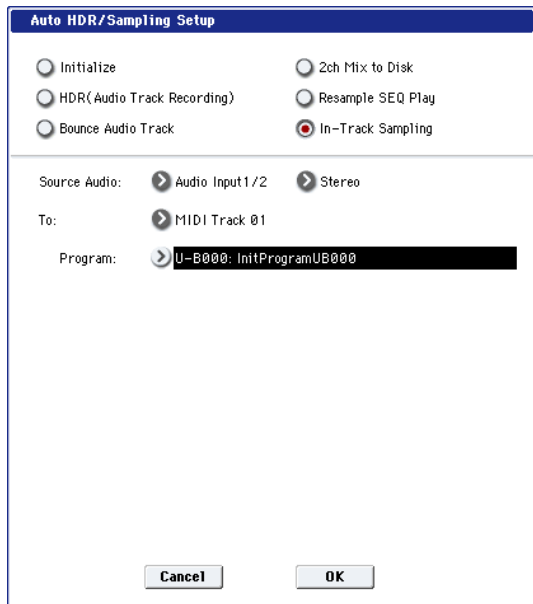 Auto HDR/Sampling Setup
Initialize
2ch Mix to Disk
HDR(Audio Track Recording)
Resample SEQ Play
Bounce Audio Track
In-Track Sampling
Source Audio: Audio Input1/2 Stereo
To: MIDI Track 01
Program: U-B000: InitProgramUB000
Cancel OK